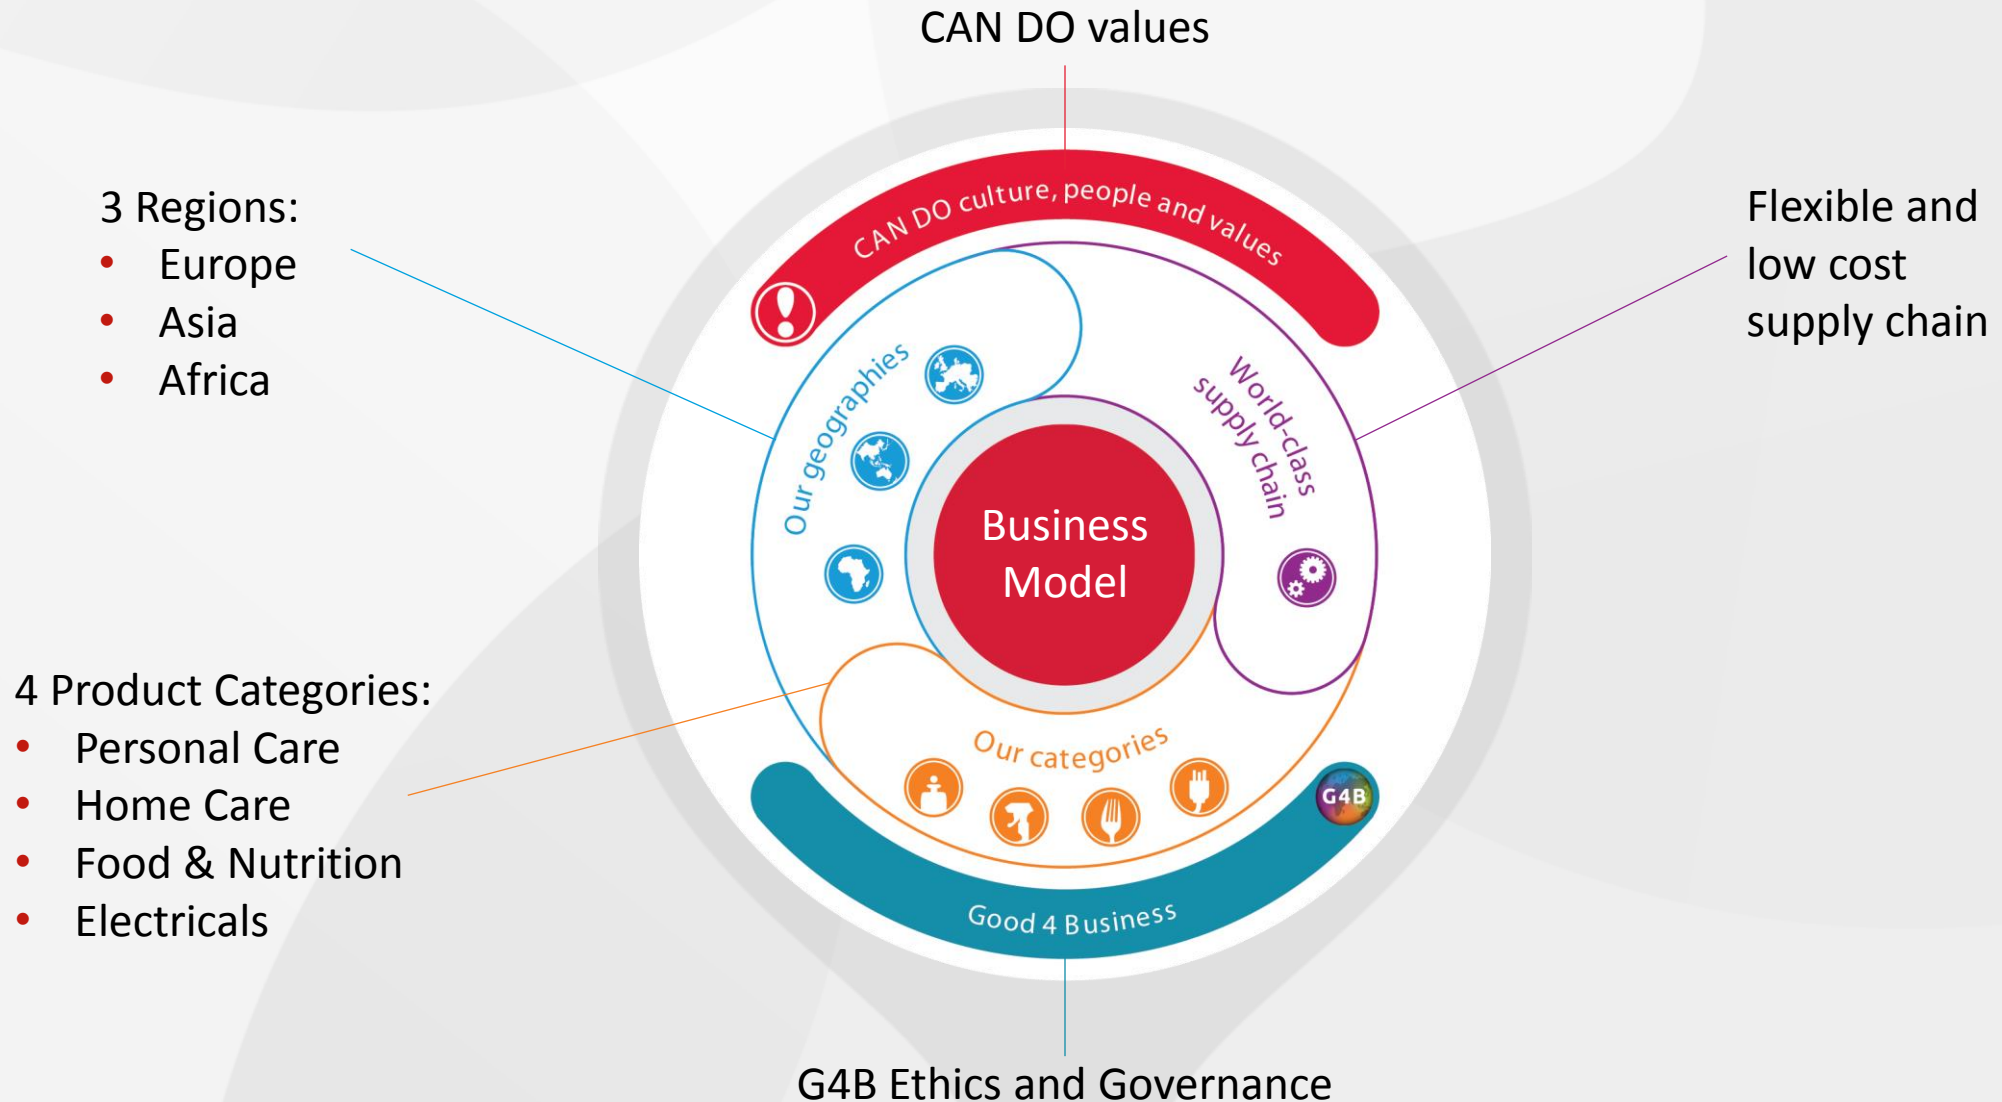 CAN DO values
3 Regions:
• Europe
• Asia
• Africa
Flexible and
low cost
supply chain
CAN DO culture, people and values
Our geographies
World-class
supply chain
Business
Model
4 Product Categories:
• Personal Care
• Home Care
• Food & Nutrition
• Electricals
Our categories
G4B
Good 4 Business
G4B Ethics and Governance